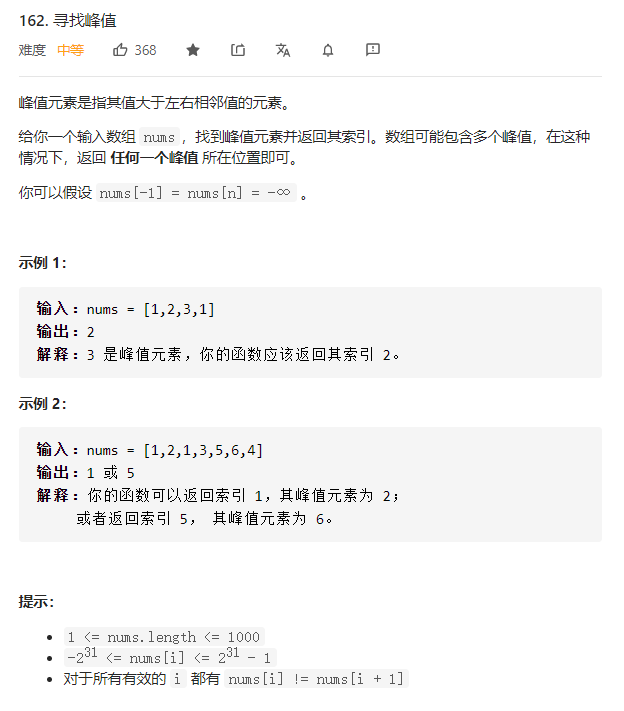 162. 寻找峰值
难度 中等 368
峰值元素是指其值大于左右相邻值的元素。
给你一个输入数组 nums，找到峰值元素并返回其索引。数组可能包含多个峰值，在这种
情况下，返回 任何一个峰值 所在位置即可。
你可以假设 nums[-1] = nums[n] = -∞ 。
示例 1：
输入：nums = [1,2,3,1]
输出：2
解释：3 是峰值元素，你的函数应该返回其索引 2。
示例 2：
输入：nums = [1,2,1,3,5,6,4]
输出：1 或 5
解释：你的函数可以返回索引 1，其峰值元素为 2；
或者返回索引 5， 其峰值元素为 6。
提示：
• 1 <= nums.length <= 1000
• -2^31 <= nums[i] <= 2^31 - 1
• 对于所有有效的 i 都有 nums[i] != nums[i + 1]